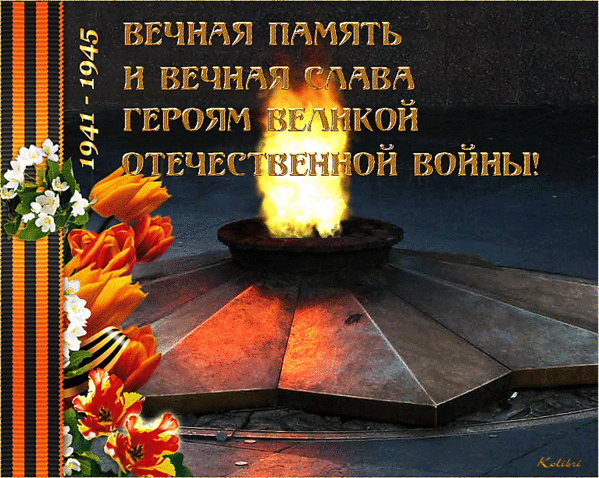 ВЕЧНАЯ ПАМЯТЬ
И ВЕЧНАЯ СЛАВА
ГЕРОЯМ ВЕЛИКОЙ
ОТЕЧЕСТВЕННОЙ ВОЙНЫ!
1941 - 1945
Kolibri